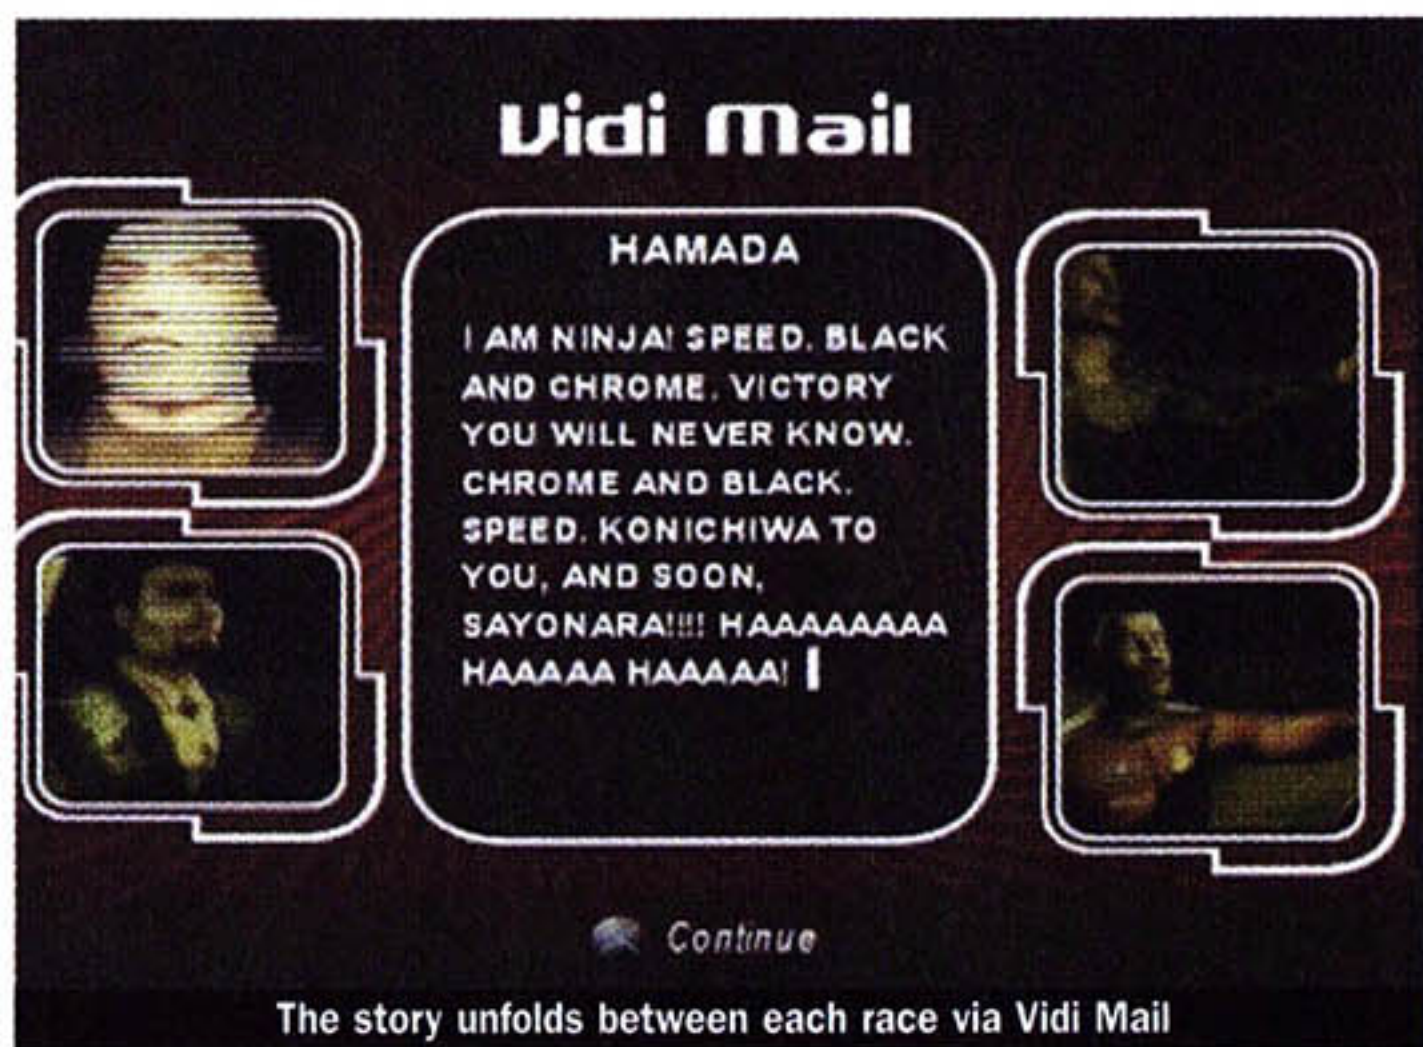 Vidi Mail
HAMADA
I AM NINJA! SPEED. BLACK
AND CHROME. VICTORY
YOU WILL NEVER KNOW.
CHROME AND BLACK.
SPEED. KONICHIWA TO
YOU, AND SOON,
SAYONARA!!!! HAAAAAAAA
HAAAAA HAAAAA!
Continue
The story unfolds between each race via Vidi Mail